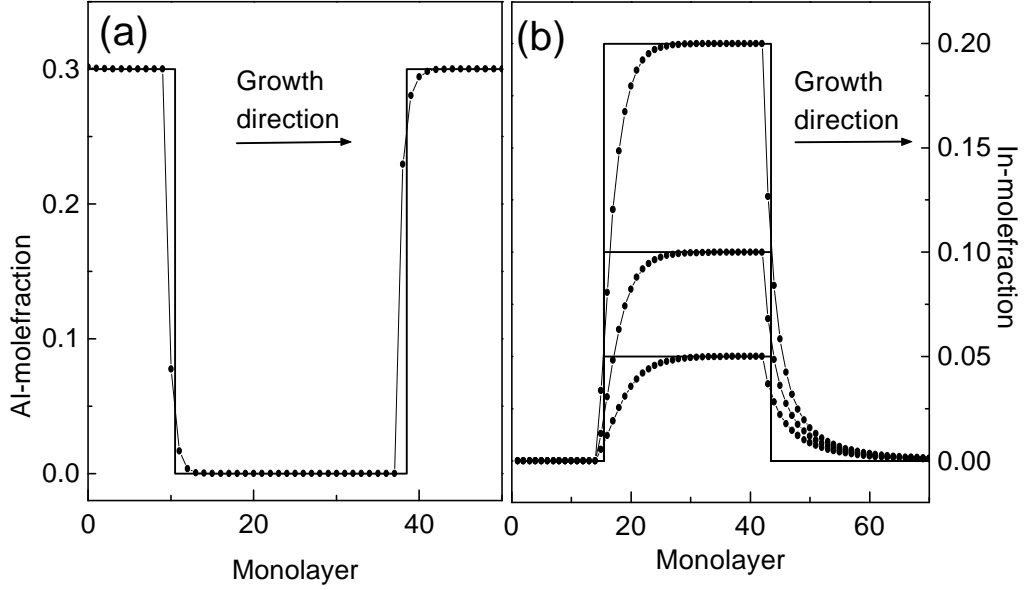 (a)
Growth
direction
Al-molefraction
0.3
0.2
0.1
0.0
0
20
40
Monolayer
(b)
Growth
direction
In-molefraction
0.20
0.15
0.10
0.05
0.00
0
20
40
60
Monolayer